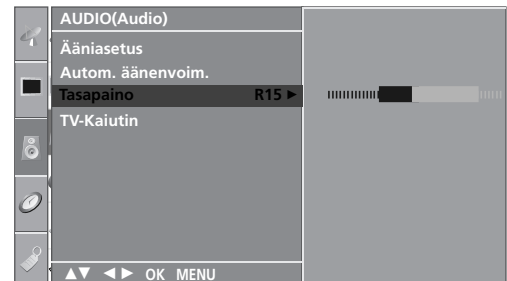 AUDIO(Audio)
Ääniasetus
Autom. äänenvoim.
Tasapaino R15 ►
TV-Kaiutin
▲▼ ◄► OK MENU